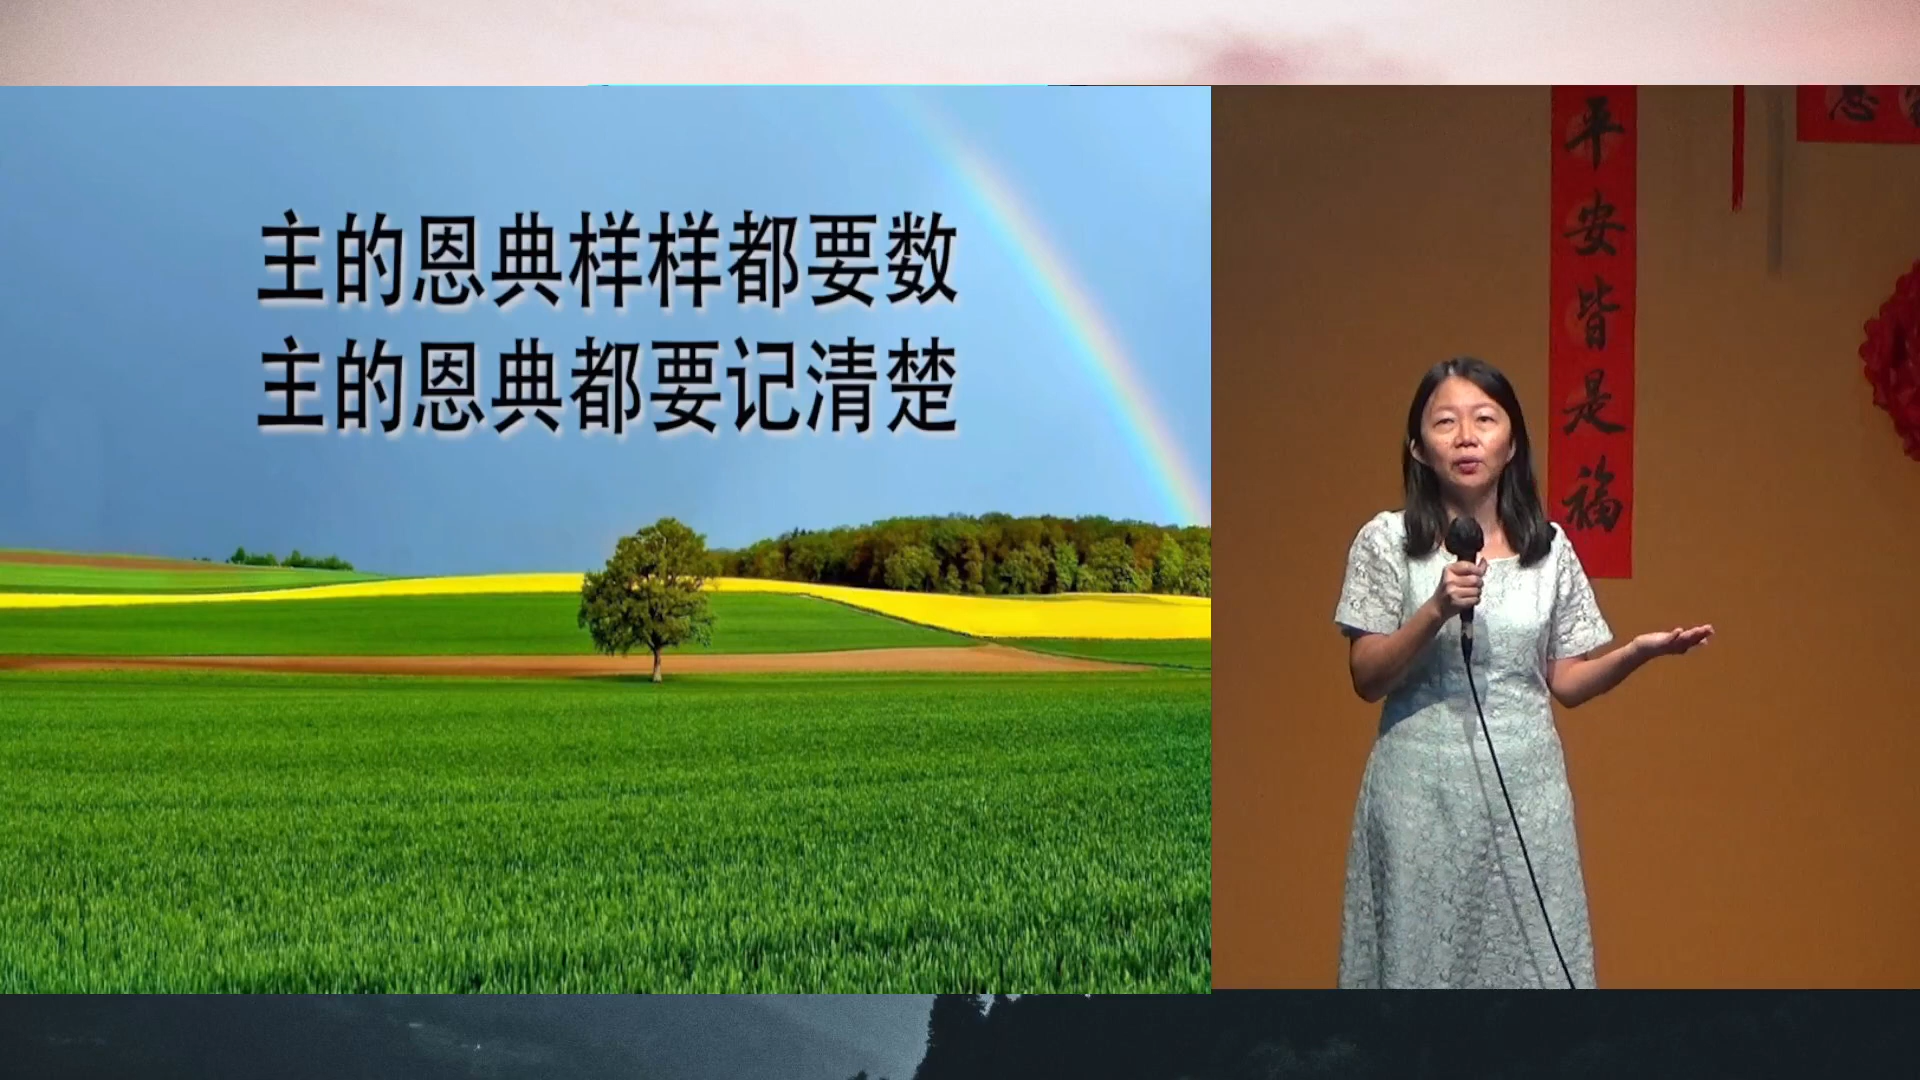 主的恩典样样都要数
主的恩典都要记清楚
平安皆是福